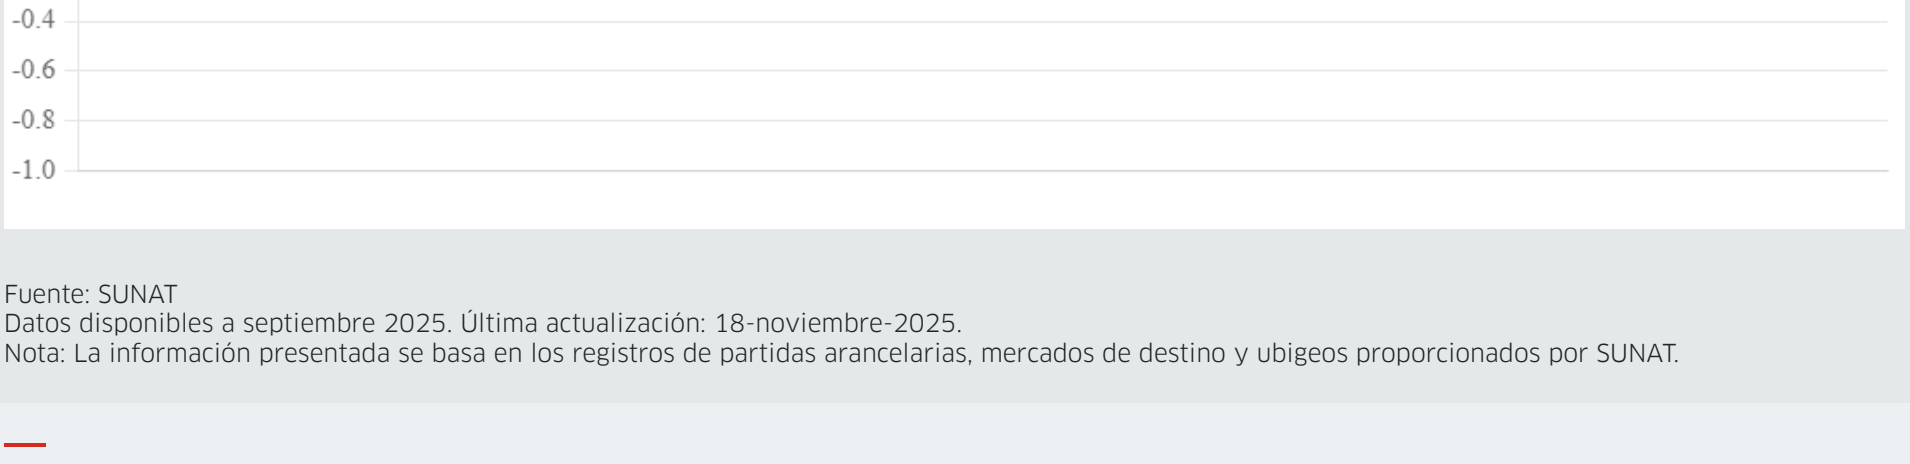 -0.4
-0.6
-0.8
-1.0
Fuente: SUNAT
Datos disponibles a septiembre 2025. Última actualización: 18-noviembre-2025.
Nota: La información presentada se basa en los registros de partidas arancelarias, mercados de destino y ubigeos proporcionados por SUNAT.